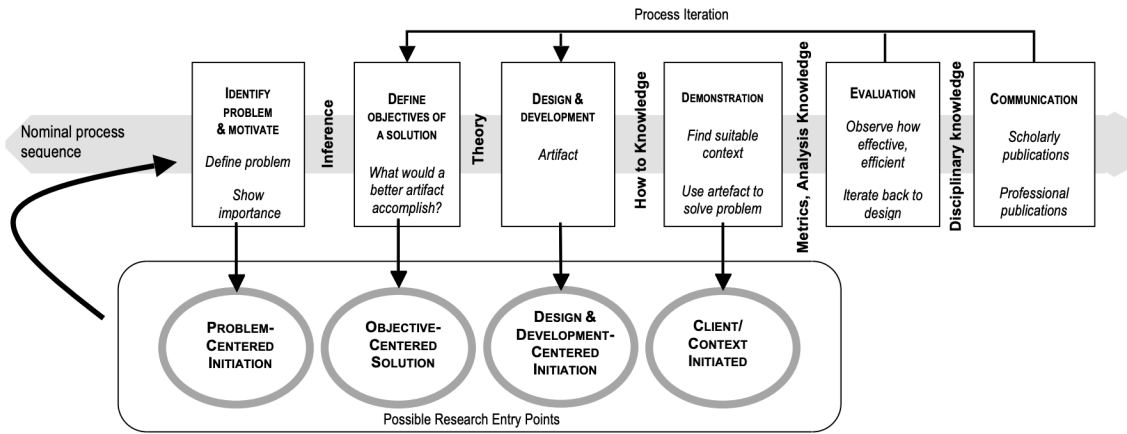 Process Iteration
Nominal process
sequence
IDENTIFY
PROBLEM
& MOTIVATE
Define problem
Show
importance
Inference
DEFINE
OBJECTIVES OF
A SOLUTION
What would a
better artifact
accomplish?
Theory
DESIGN &
DEVELOPMENT
Artifact
How to Knowledge
DEMONSTRATION
Find suitable
context
Use artefact to
solve problem
Metrics, Analysis Knowledge
EVALUATION
Observe how
effective,
efficient
Iterate back to
design
Disciplinary knowledge
COMMUNICATION
Scholarly
publications
Professional
publications
PROBLEM-
CENTERED
INITIATION
OBJECTIVE-
CENTERED
SOLUTION
DESIGN &
DEVELOPMENT-
CENTERED
INITIATION
CLIENT/
CONTEXT
INITIATED
Possible Research Entry Points